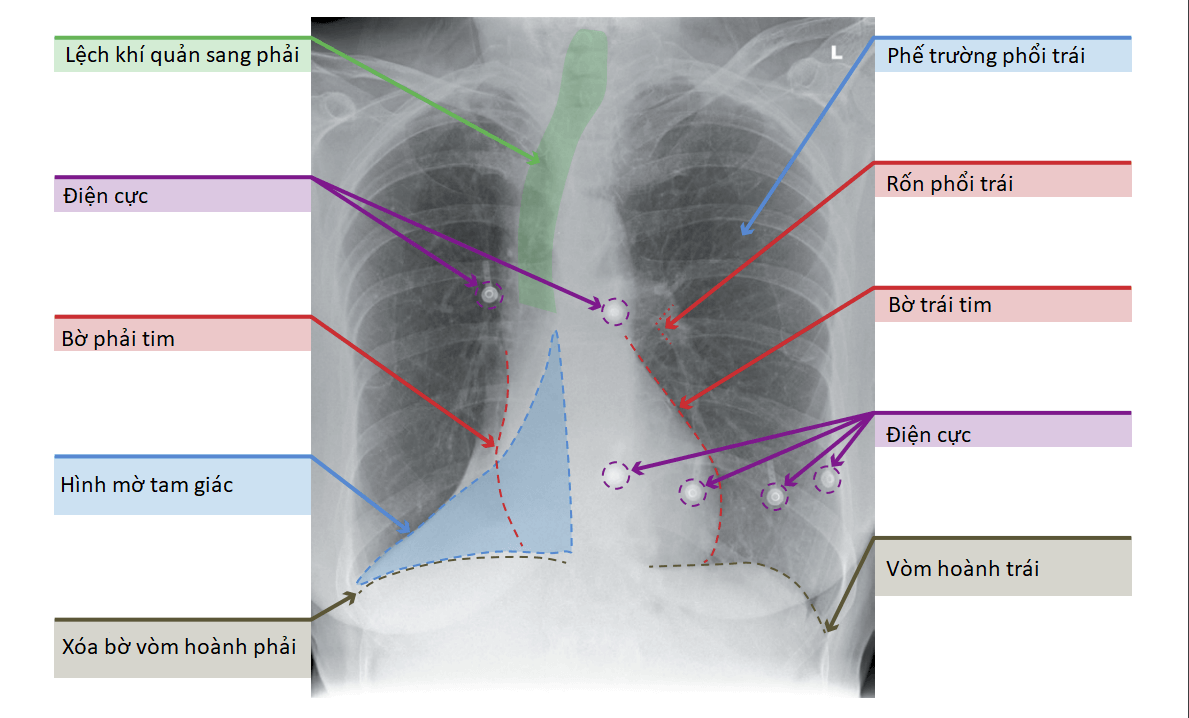 Lệch khí quản sang phải
Điện cực
Bờ phải tim
Hình mờ tam giác
Xóa bờ vòm hoành phải
L
Phế trường phổi trái
Rốn phổi trái
Bờ trái tim
Điện cực
Vòm hoành trái